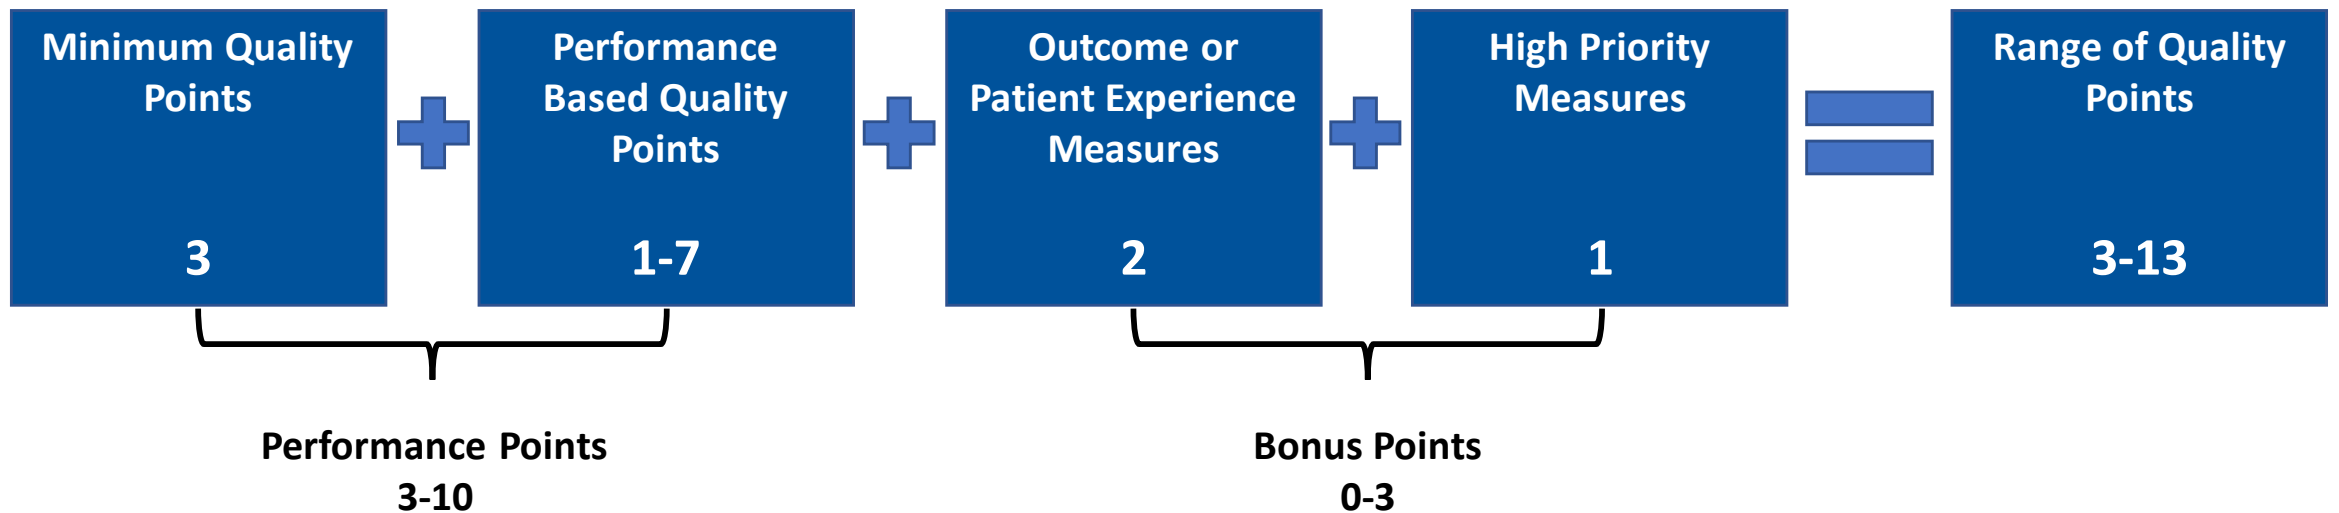 Minimum Quality
Points
3
Performance
Based Quality
Points
1-7
Outcome or
Patient Experience
Measures
2
High Priority
Measures
1
Range of Quality
Points
3-13
Performance Points
3-10
Bonus Points
0-3